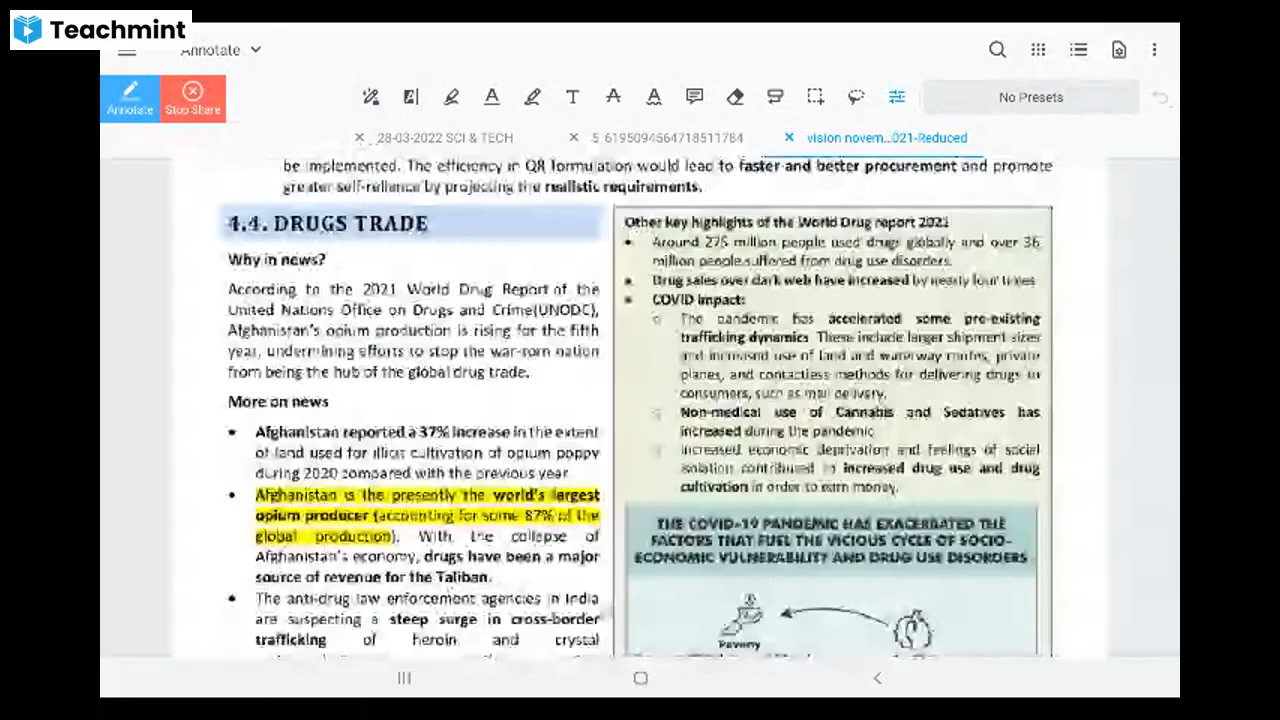 Teachmint
Annotate
Annotate
Stop Share
No Presets
28-03-2022 SCI & TECH
5_6195094564718511784
vision novem...021-Reduced
be implemented. The efficiency in QR formulation would lead to faster and better procurement and promote
greater self-reliance by projecting the realistic requirements.
4.4. DRUGS TRADE
Why in news?
According to the 2021 World Drug Report of the
United Nations Office on Drugs and Crime(UNODC),
Afghanistan's opium production is rising for the fifth
year, undermining efforts to stop the war-torn nation
from being the hub of the global drug trade.
More on news
• Afghanistan reported a 37% increase in the extent
of land used for illicit cultivation of opium poppy
during 2020 compared with the previous year
• Afghanistan is the presently the world's largest
opium producer (accounting for some 87% of the
global production). With the collapse of
Afghanistan's economy, drugs have been a major
source of revenue for the Taliban.
• The anti-drug law enforcement agencies in India
are suspecting a steep surge in cross-border
trafficking of heroin and crystal
Other key highlights of the World Drug report 2021
• Around 275 million people used drugs globally and over 36
million people suffered from drug use disorders.
• Drug sales over dark web have increased by nearly four times
• COVID impact:
o The pandemic has accelerated some pre-existing
trafficking dynamics. These include larger shipment sizes
and increased use of land and waterway routes, private
planes, and contactless methods for delivering drugs to
consumers, such as mail delivery.
o Non-medical use of Cannabis and Sedatives has
increased during the pandemic
o Increased economic deprivation and feelings of social
isolation contributed to increased drug use and drug
cultivation in order to earn money.
THE COVID-19 PANDEMIC HAS EXACERBATED THE
FACTORS THAT FUEL THE VICIOUS CYCLE OF SOCIO-
ECONOMIC VULNERABILITY AND DRUG USE DISORDERS
Poverty